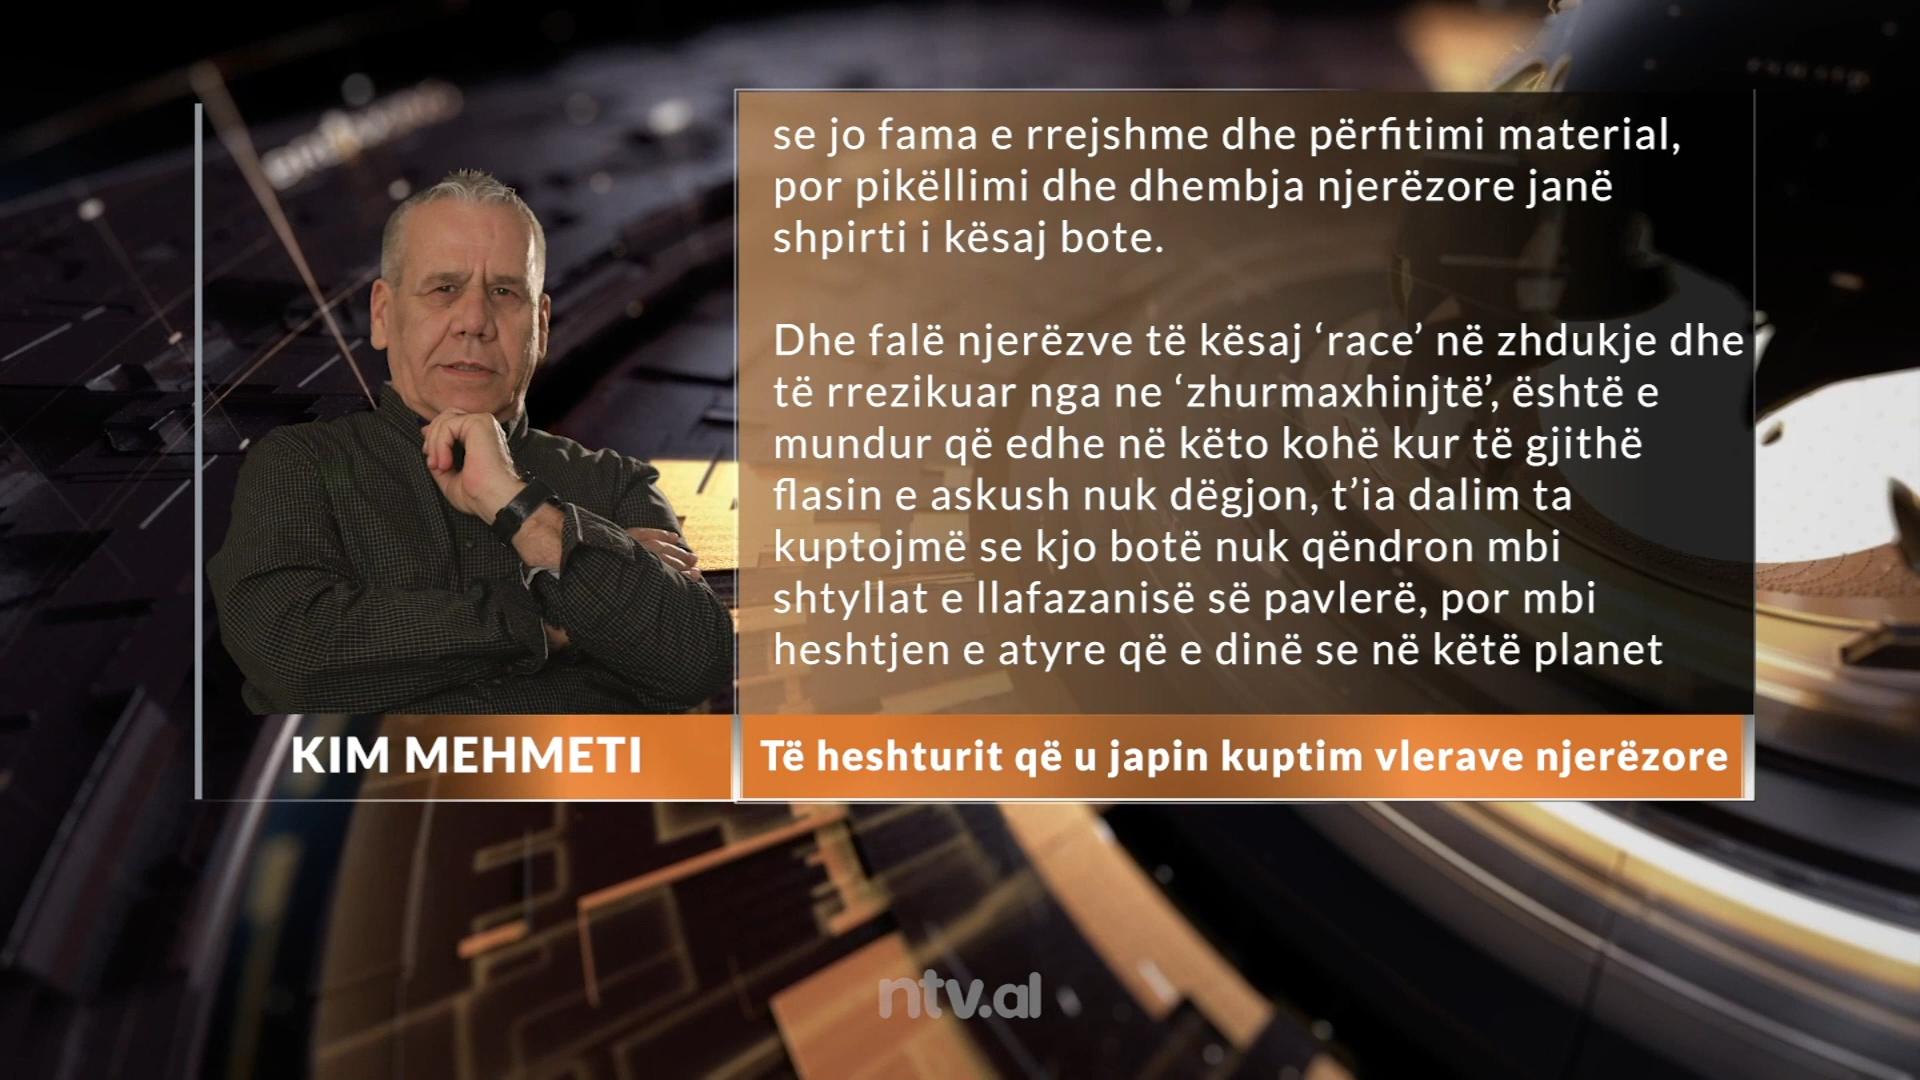 se jo fama e rrejshme dhe përfitimi material,
por pikëllimi dhe dhembja njerëzore janë
shpirti i kësaj bote.
Dhe falë njerëzve të kësaj ‘race’ në zhdukje dhe
të rrezikuar nga ne ‘zhurmaxhinjtë’, është e
mundur që edhe në këto kohë kur të gjithë
flasin e askush nuk dëgjon, t’ia dalim ta
kuptojmë se kjo botë nuk qëndron mbi
shtyllat e llafazanisë së pavlerë, por mbi
heshtjen e atyre që e dinë se në këtë planet
KIM MEHMETI
Të heshturit që u japin kuptim vlerave njerëzore
ntv.al